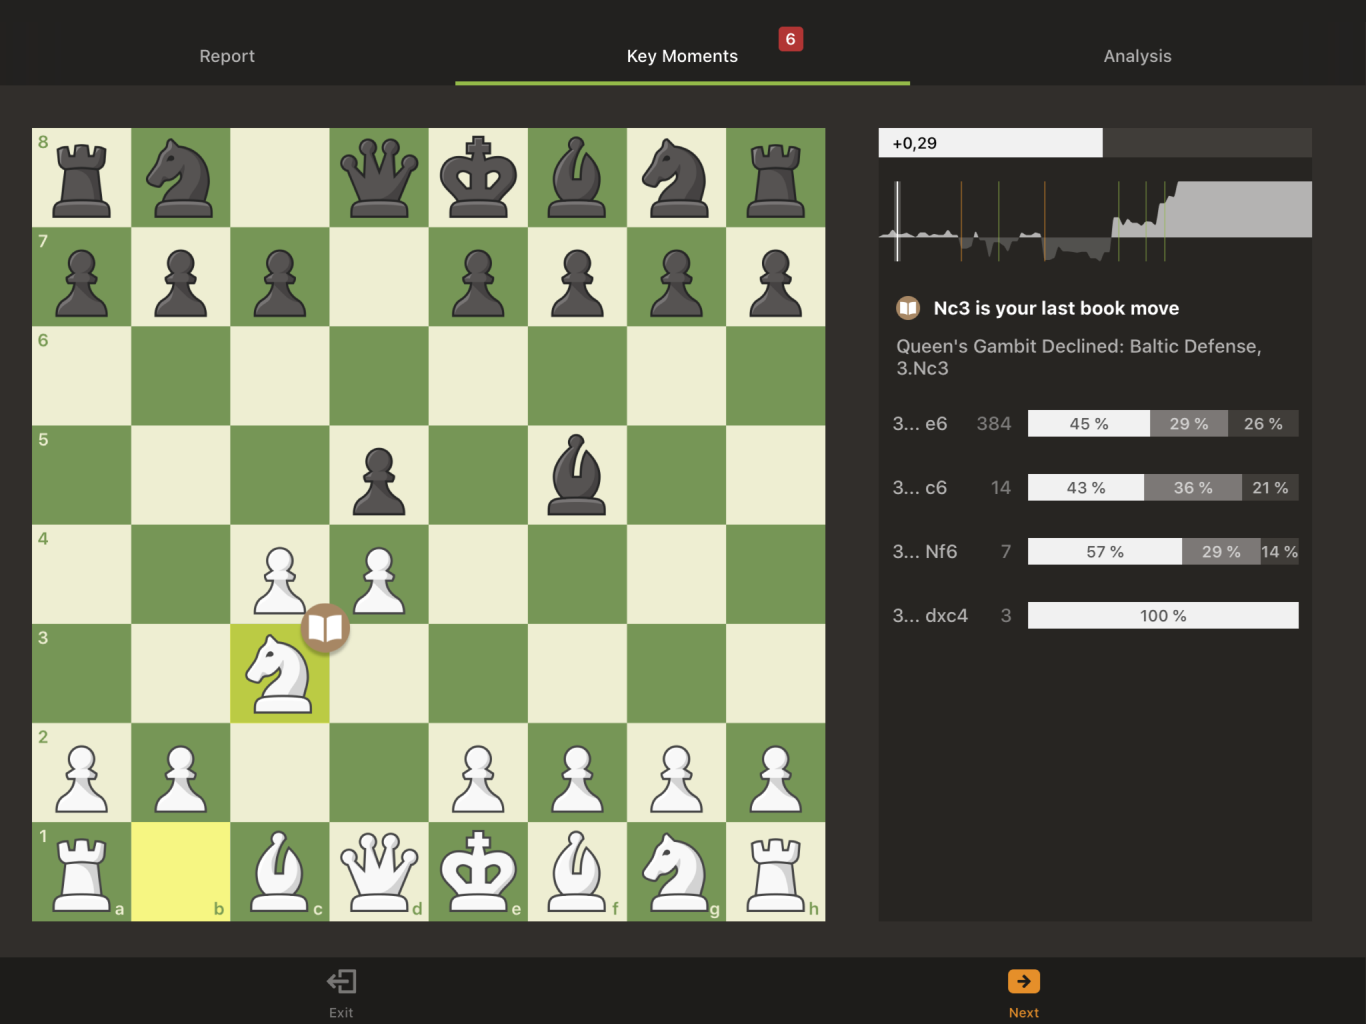 Report
Key Moments
6
Analysis
8
7
6
5
4
3
2
1
a b c d e f g h
+0,29
Nc3 is your last book move
Queen's Gambit Declined: Baltic Defense,
3.Nc3
3... e6 384 45 % 29 % 26 %
3... c6 14 43 % 36 % 21 %
3... Nf6 7 57 % 29 % 14 %
3... dxc4 3 100 %
Exit
Next